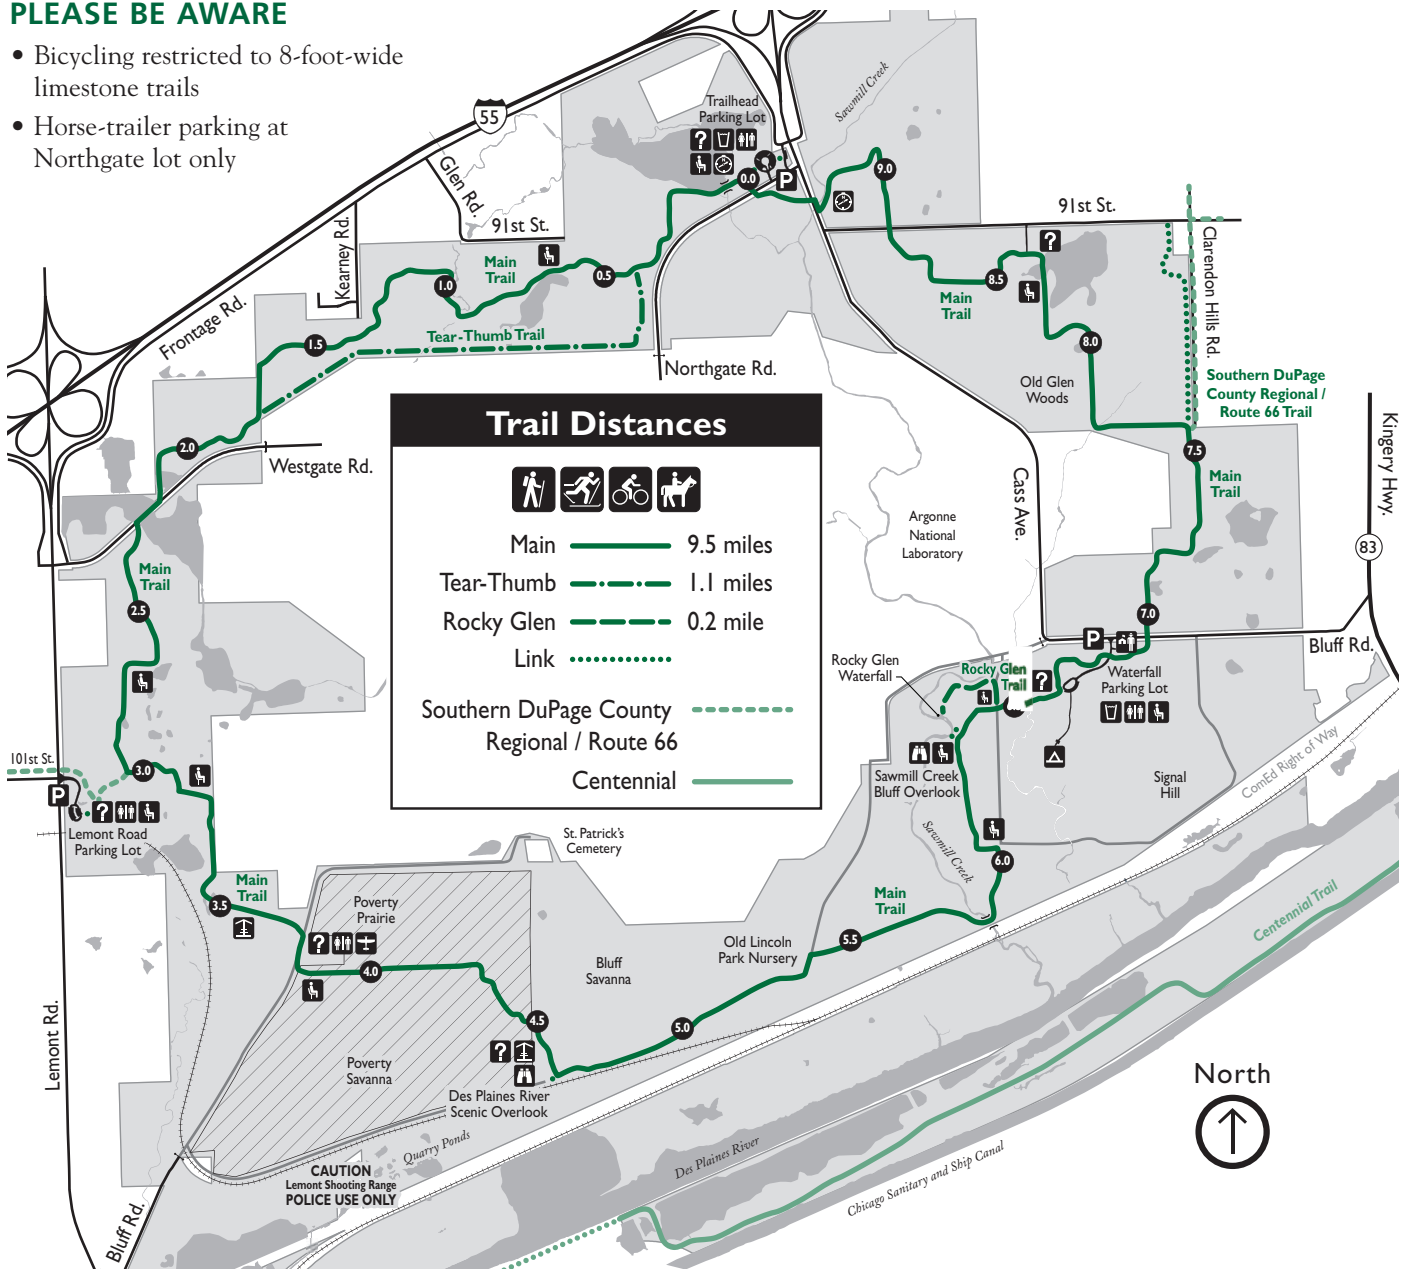 PLEASE BE AWARE
• Bicycling restricted to 8-foot-wide
limestone trails
• Horse-trailer parking at
Northgate lot only
55
Trailhead
Parking Lot
Sawmill Creek
Glen Rd.
91st St.
Kearney Rd.
Frontage Rd.
0.0
9.0
91st St.
Clarendon Hills Rd.
Main
Trail
0.5
1.0
1.5
Tear-Thumb Trail
Northgate Rd.
8.5
Main
Trail
8.0
Old Glen
Woods
Southern DuPage
County Regional /
Route 66 Trail
Kingery Hwy.
83
2.0
Westgate Rd.
Trail Distances
Main 9.5 miles
Tear-Thumb 1.1 miles
Rocky Glen 0.2 mile
Link
Southern DuPage County
Regional / Route 66
Centennial
Cass Ave.
7.5
Main
Trail
Argonne
National
Laboratory
Main
Trail
2.5
7.0
P
Bluff Rd.
Rocky Glen
Waterfall
Rocky Glen
Trail
?
Waterfall
Parking Lot
101st St.
3.0
P
?
Lemont Road
Parking Lot
Sawmill Creek
Bluff Overlook
Signal
Hill
ComEd Right of Way
St. Patrick's
Cemetery
Sawmill Creek
6.0
Main
Trail
3.5
Poverty
Prairie
?
4.0
Main
Trail
5.5
Old Lincoln
Park Nursery
Bluff
Savanna
Centennial Trail
4.5
5.0
?
Poverty
Savanna
Des Plaines River
Scenic Overlook
Lemont Rd.
North
Quarry Ponds
CAUTION
Lemont Shooting Range
POLICE USE ONLY
Des Plaines River
Chicago Sanitary and Ship Canal
Bluff Rd.
P
?
?